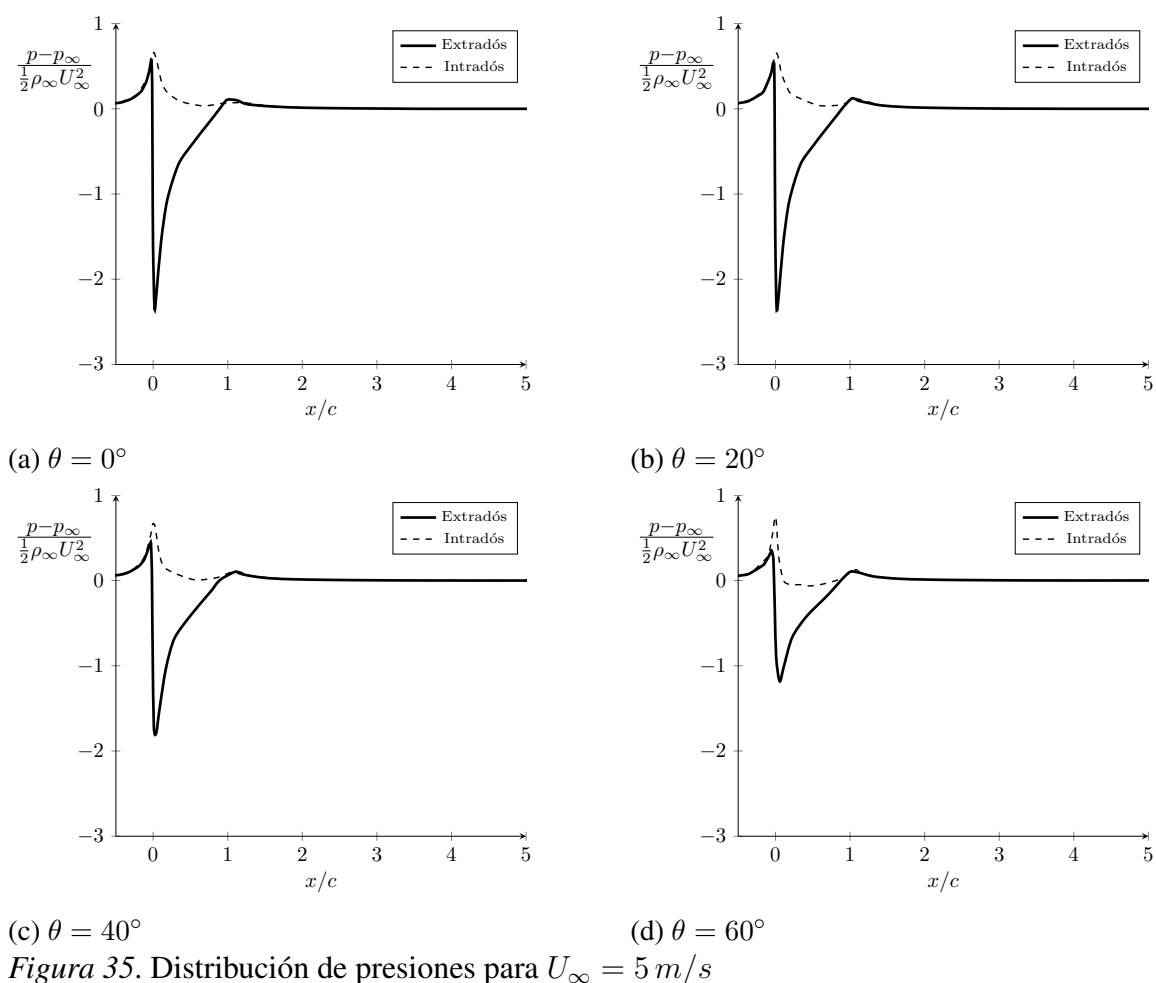 1
0
−1
−2
−3
p−p∞
½ρ∞U²∞
Extradós
Intradós
0 1 2 3 4 5
x/c
(a) θ = 0°
1
0
−1
−2
−3
p−p∞
½ρ∞U²∞
Extradós
Intradós
0 1 2 3 4 5
x/c
(b) θ = 20°
1
0
−1
−2
−3
p−p∞
½ρ∞U²∞
Extradós
Intradós
0 1 2 3 4 5
x/c
(c) θ = 40°
1
0
−1
−2
−3
p−p∞
½ρ∞U²∞
Extradós
Intradós
0 1 2 3 4 5
x/c
(d) θ = 60°
Figura 35. Distribución de presiones para U∞ = 5 m/s